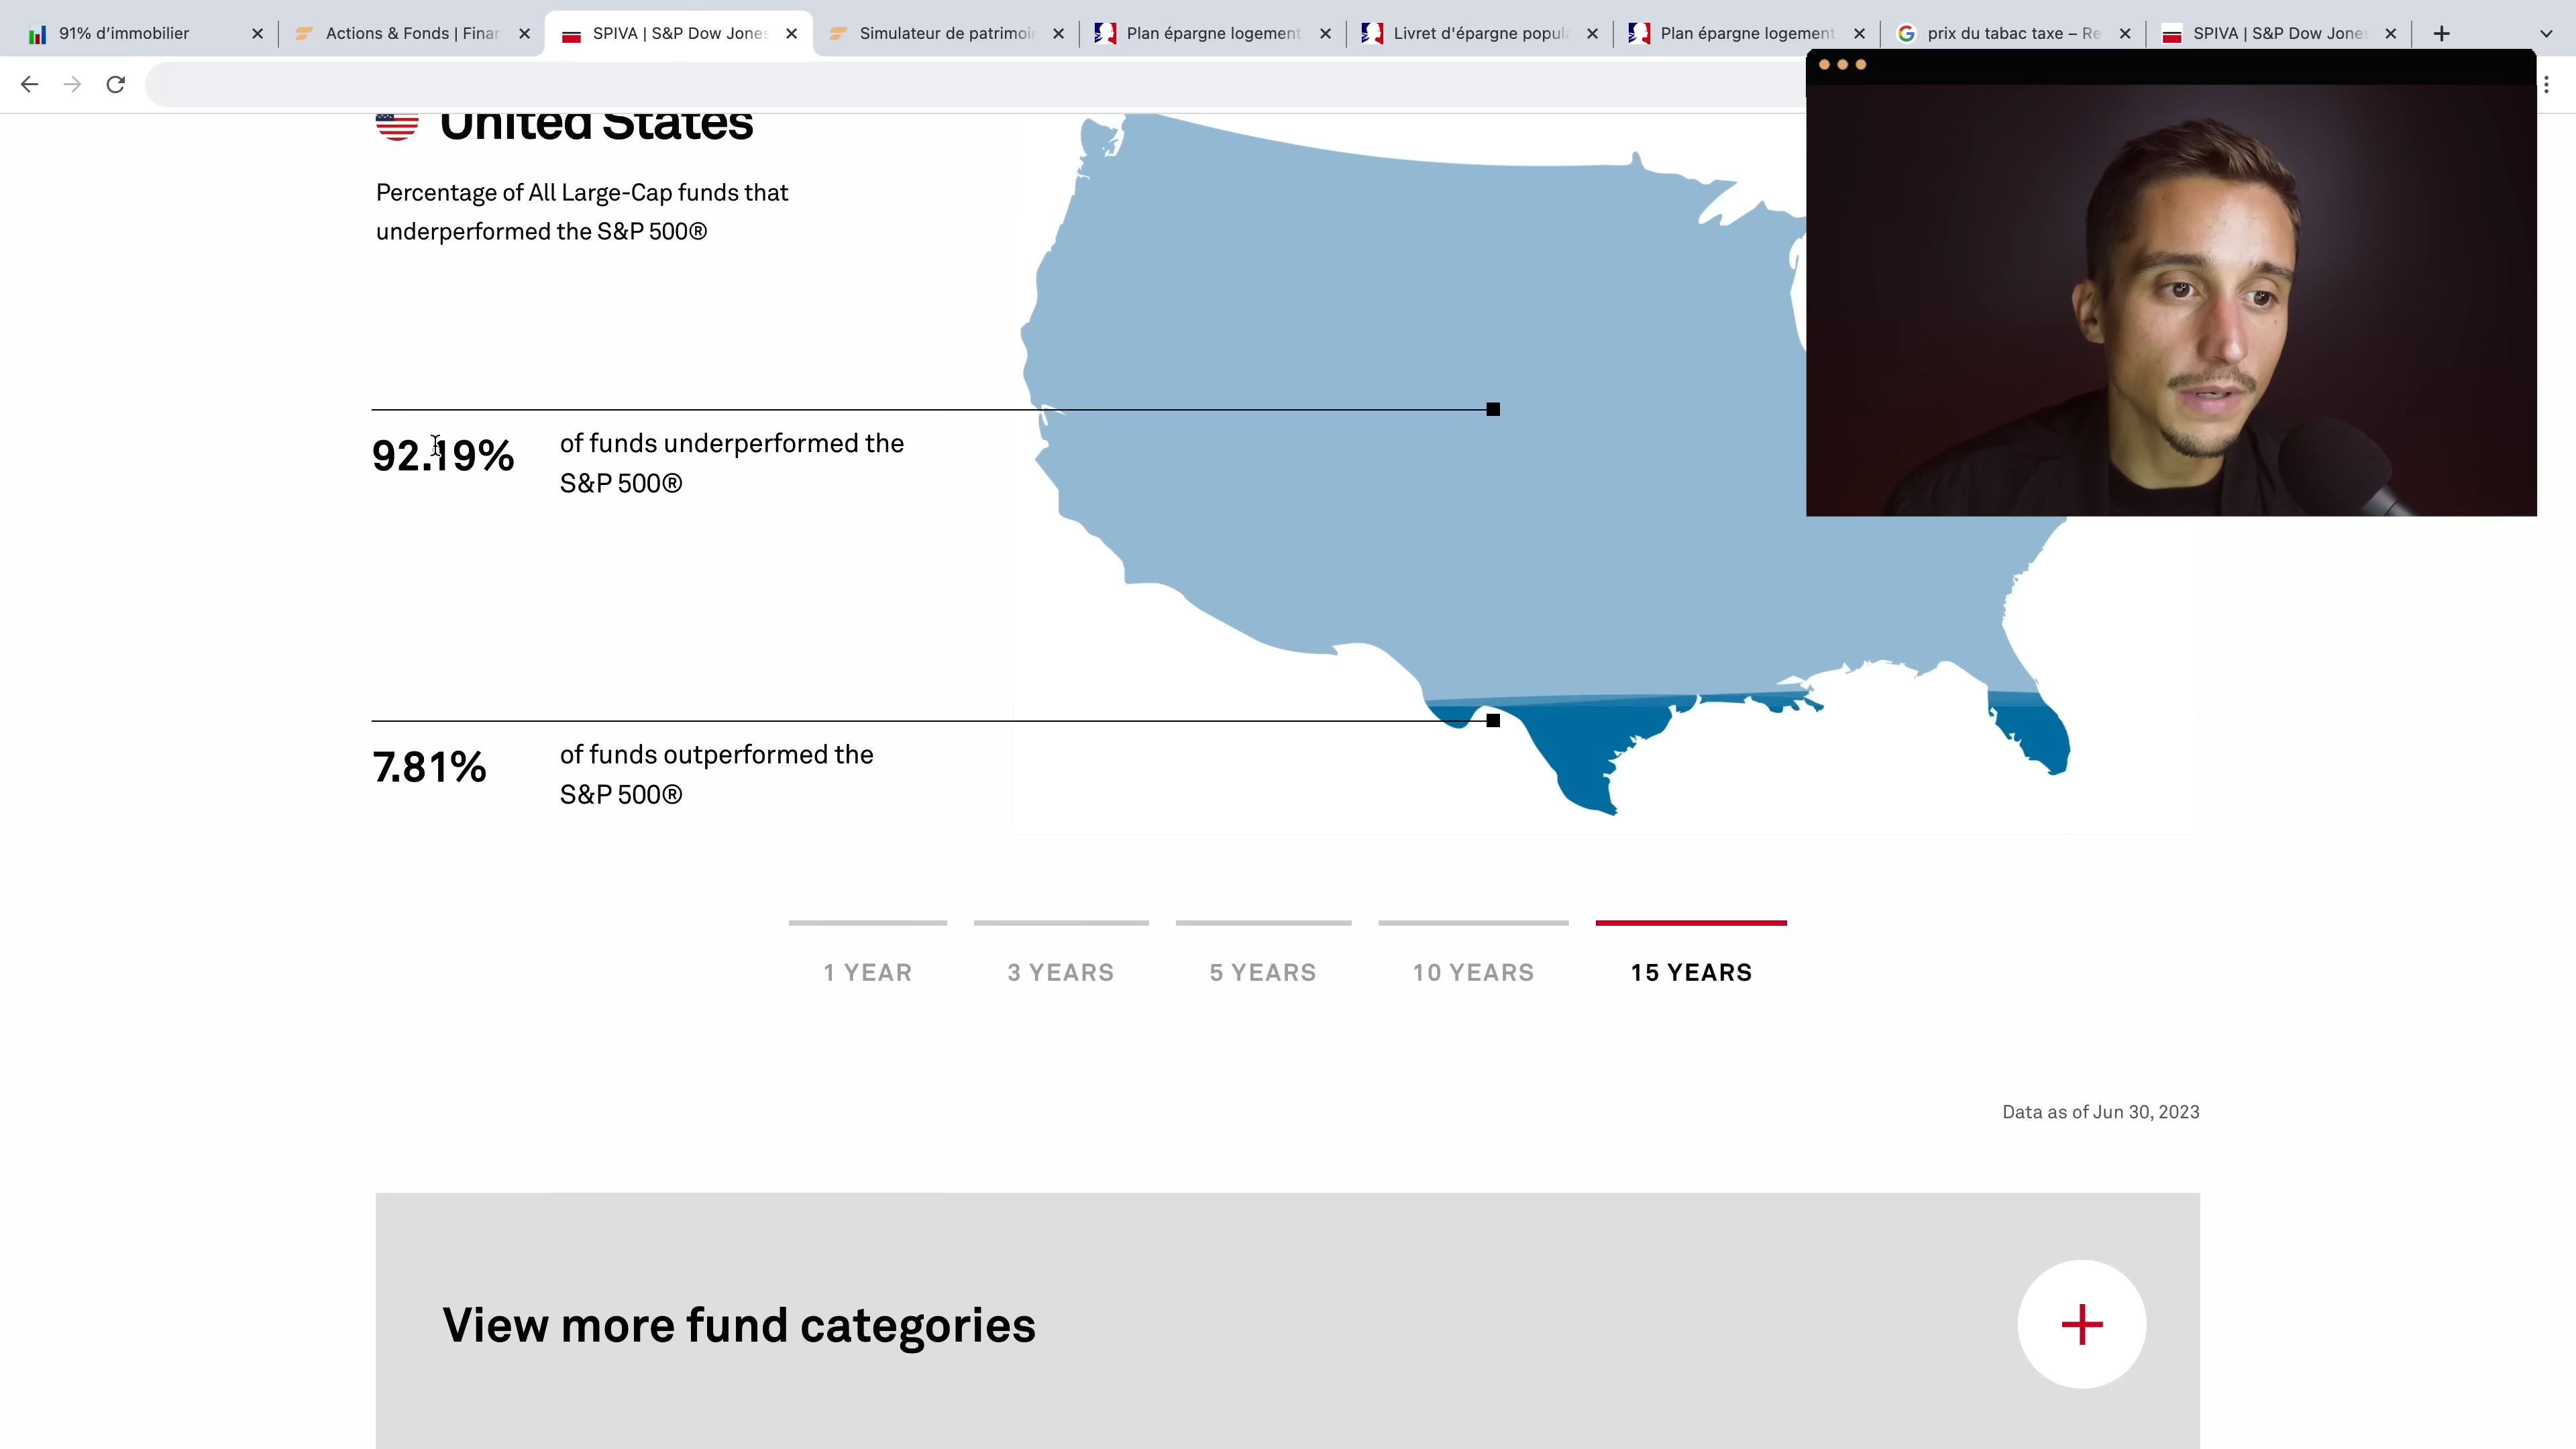 91% d'immobilier
Actions & Fonds | Finar
SPIVA | S&P Dow Jones
Simulateur de patrimoi
Plan épargne logement
Livret d'épargne popula
Plan épargne logement
prix du tabac taxe – Re
SPIVA | S&P Dow Jones
United States
Percentage of All Large-Cap funds that
underperformed the S&P 500®
92.19%
of funds underperformed the
S&P 500®
7.81%
of funds outperformed the
S&P 500®
1 YEAR
3 YEARS
5 YEARS
10 YEARS
15 YEARS
Data as of Jun 30, 2023
View more fund categories